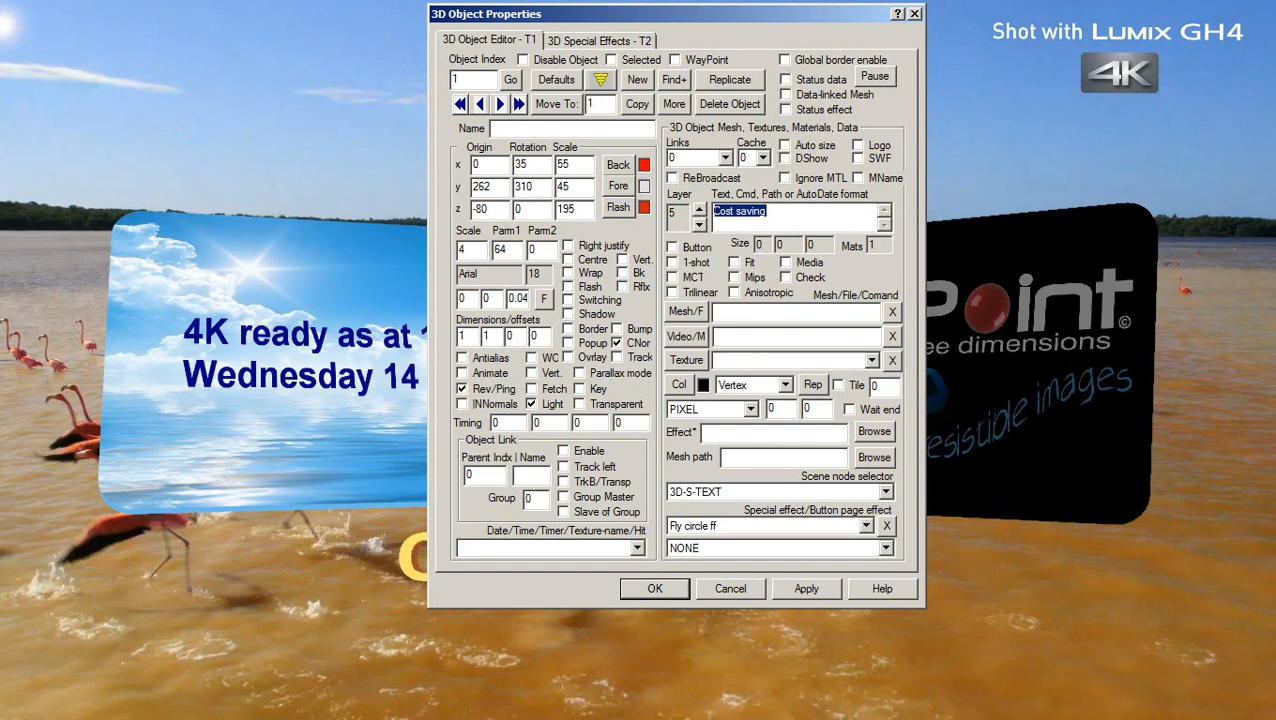 3D Object Properties
Shot with LUMIX GH4
4K
3D Object Editor - T1
3D Special Effects - T2
Object Index
Disable Object
Selected
WayPoint
Global border enable
1
Go
Defaults
New
Find+
Replicate
Status data
Pause
Data-linked Mesh
Move To:
1
Copy
More
Delete Object
Status effect
Name
3D Object Mesh, Textures, Materials, Data
Origin
Rotation
Scale
x
0
35
55
Back
y
262
310
45
Fore
z
-80
0
195
Flash
Links
Cache
0
0
Auto size
Logo
DShow
SWF
ReBroadcast
Ignore MTL
MName
Layer
Text, Cmd, Path or AutoDate format
5
Cost saving
Scale
Parm1
Parm2
4
64
0
Arial
18
0
0
0.04
F
Right justify
Centre
Vert.
Wrap
Bk
Flash
Rflx
Switching
Shadow
Border
Bump
Popup
CNor
Ovrlay
Track
Button
Size
0
0
0
Mats
1
1-shot
Fit
Media
MCT
Mips
Check
Trilinear
Anisotropic
Mesh/File/Comand
Mesh/F
X
Video/M
X
Texture
X
Dimensions/offsets
1
1
0
0
Antialias
WC
Animate
Vert.
Parallax mode
Rev/Ping
Fetch
Key
INNormals
Light
Transparent
Timing
0
0
0
0
Col
Vertex
Rep
Tile
0
PIXEL
0
0
Wait end
Effect*
Browse
Mesh path
Browse
Object Link
Parent Indx | Name
0
Group
0
Enable
Track left
TrkB/Transp
Group Master
Slave of Group
Scene node selector
3D-S-TEXT
Special effect/Button page effect
Fly circle ff
X
NONE
Date/Time/Timer/Texture-name/Hit
OK
Cancel
Apply
Help
4K ready as at
Wednesday 14
Point©
ee dimensions
resistible images